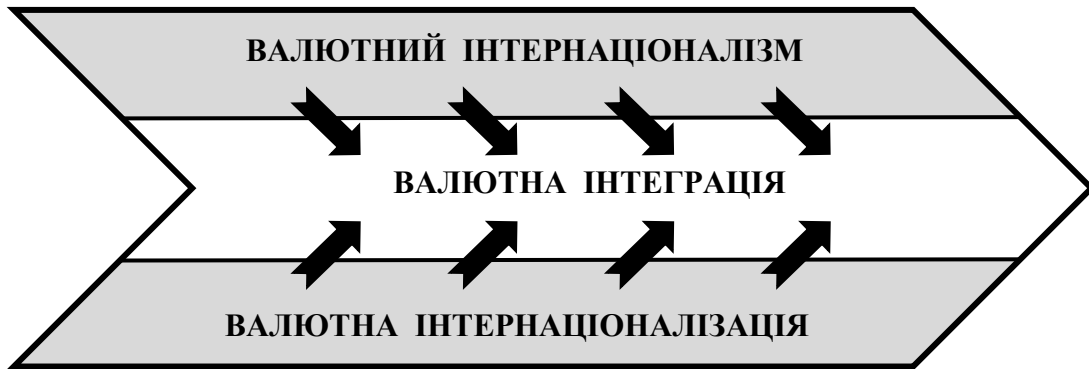 ВАЛЮТНИЙ ІНТЕРНАЦІОНАЛІЗМ
ВАЛЮТНА ІНТЕГРАЦІЯ
ВАЛЮТНА ІНТЕРНАЦІОНАЛІЗАЦІЯ